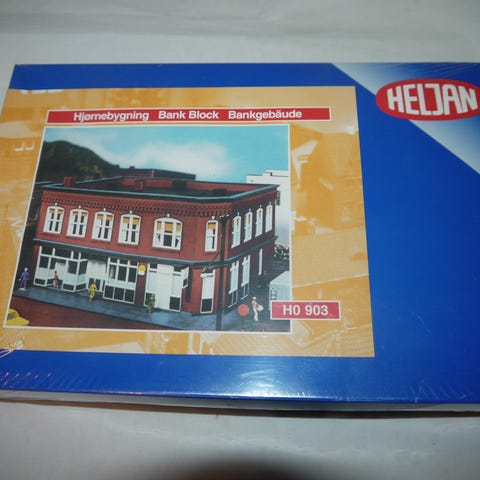 HELJAN
Hjørnebygning Bank Block Bankgebäude
H0 903